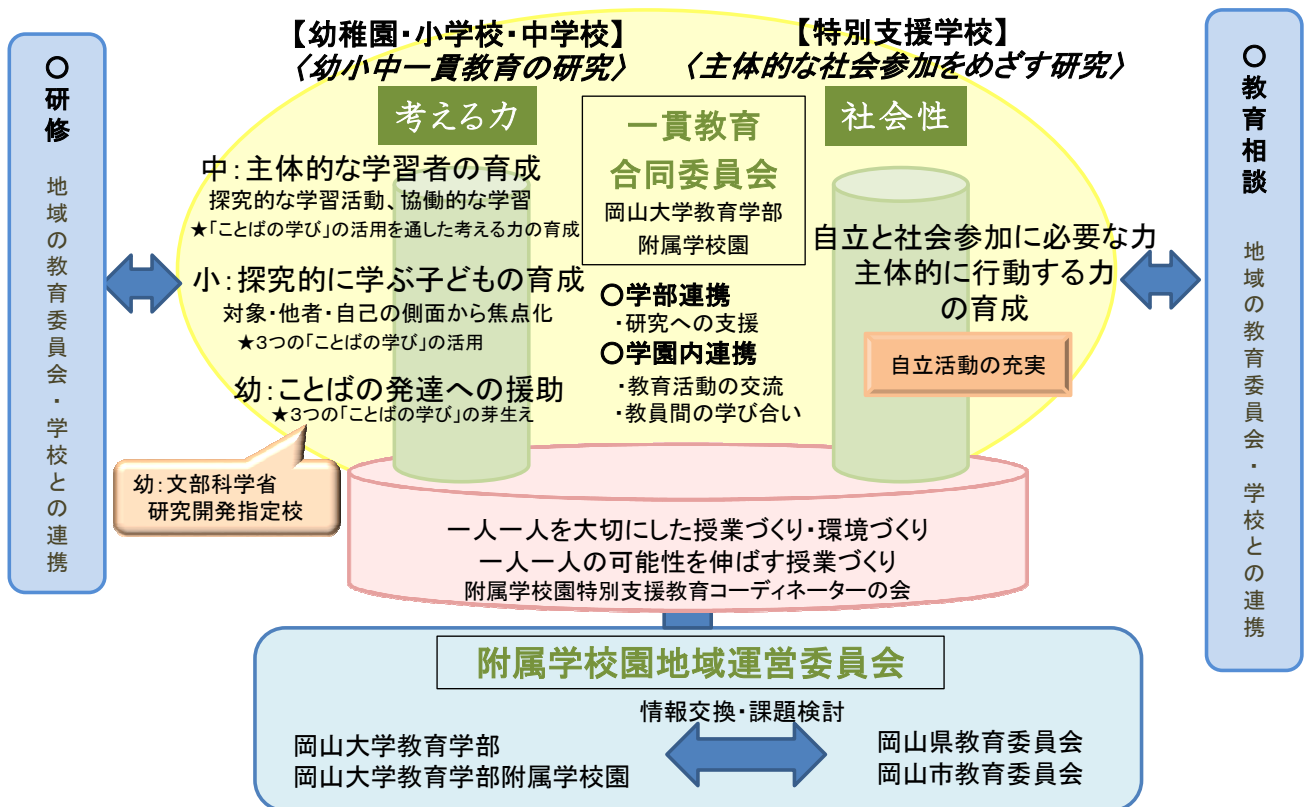 ○研修 地域の教育委員会・学校との連携
【幼稚園・小学校・中学校】
〈幼小中一貫教育の研究〉
考える力
中：主体的な学習者の育成
探究的な学習活動、協働的な学習
★「ことばの学び」の活用を通した考える力の育成
小：探究的に学ぶ子どもの育成
対象・他者・自己の側面から焦点化
★３つの「ことばの学び」の活用
幼：ことばの発達への援助
★３つの「ことばの学び」の芽生え
幼：文部科学省
研究開発指定校
一貫教育
合同委員会
岡山大学教育学部
附属学校園
○学部連携
・研究への支援
○学園内連携
・教育活動の交流
・教員間の学び合い
【特別支援学校】
〈主体的な社会参加をめざす研究〉
社会性
自立と社会参加に必要な力
主体的に行動する力
の育成
自立活動の充実
○教育相談 地域の教育委員会・学校との連携
一人一人を大切にした授業づくり・環境づくり
一人一人の可能性を伸ばす授業づくり
附属学校園特別支援教育コーディネーターの会
附属学校園地域運営委員会
情報交換・課題検討
岡山大学教育学部
岡山大学教育学部附属学校園
岡山県教育委員会
岡山市教育委員会